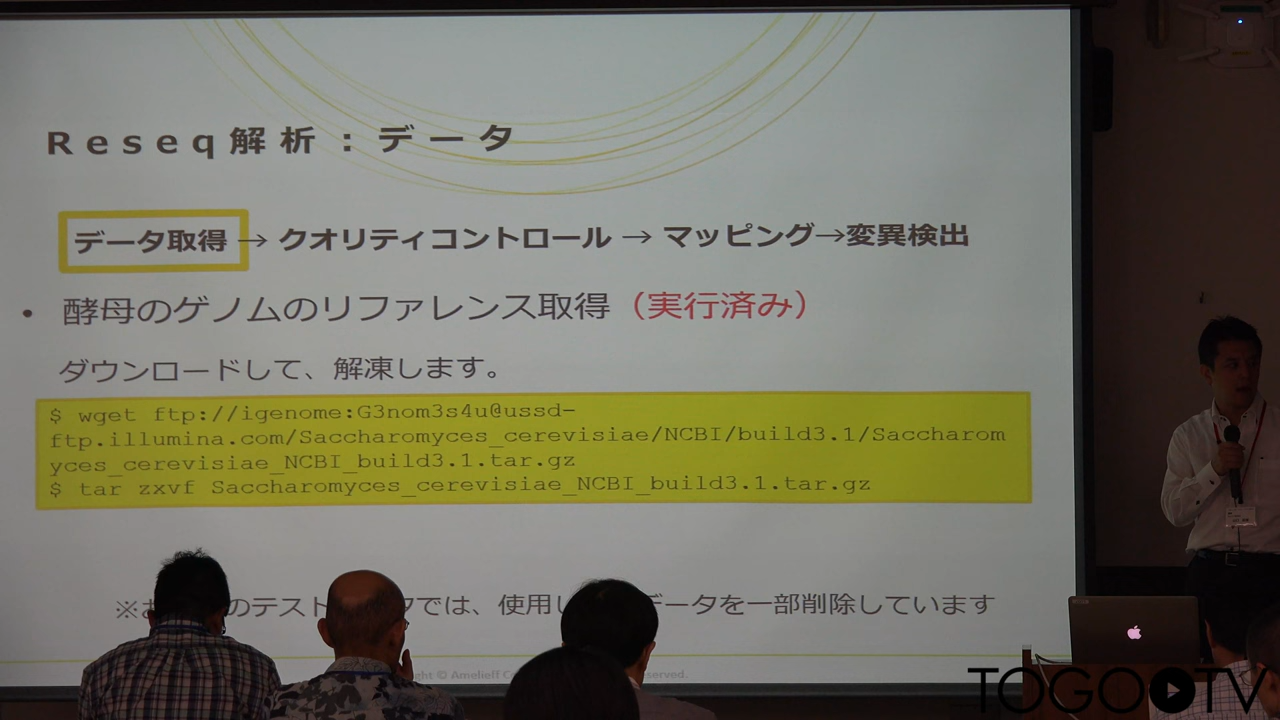 Reseq解析：データ
データ取得 → クオリティコントロール → マッピング→変異検出
• 酵母のゲノムのリファレンス取得（実行済み）
ダウンロードして、解凍します。
$ wget ftp://igenome:G3nom3s4u@ussd-
ftp.illumina.com/Saccharomyces_cerevisiae/NCBI/build3.1/Saccharom
yces_cerevisiae_NCBI_build3.1.tar.gz
$ tar zxvf Saccharomyces_cerevisiae_NCBI_build3.1.tar.gz
※ のテスト では、使用 データを一部削除しています
© Amelieff
TOGOTV